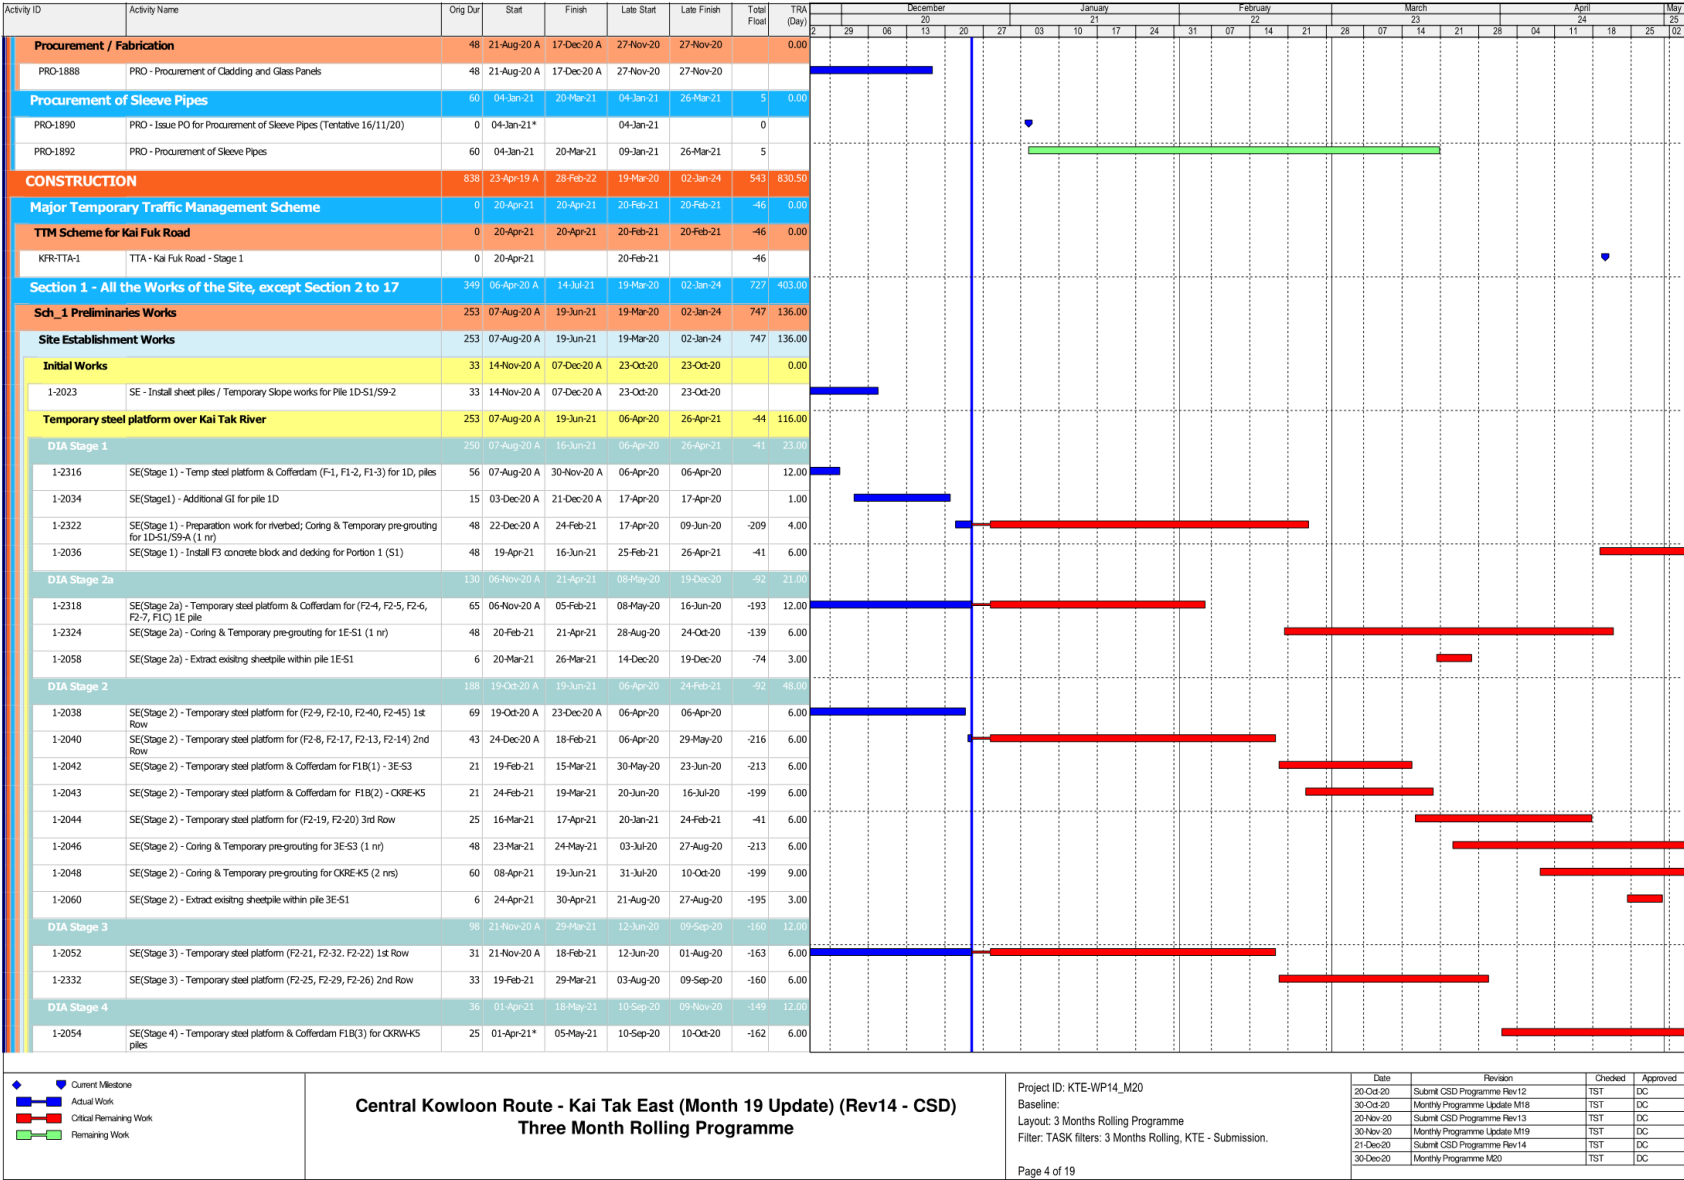 Activity ID Activity Name Orig Dur Start Finish Late Start Late Finish Total Float TRA (Day)
December January February March April May
20 21 22 23 24 25
2 29 06 13 20 27 03 10 17 24 31 07 14 21 28 07 14 21 28 04 11 18 25 02
Procurement / Fabrication 48 21-Aug-20 A 17-Dec-20 A 27-Nov-20 27-Nov-20 0.00
PRO-1888 PRO - Procurement of Cladding and Glass Panels 48 21-Aug-20 A 17-Dec-20 A 27-Nov-20 27-Nov-20
Procurement of Sleeve Pipes 60 04-Jan-21 20-Mar-21 04-Jan-21 26-Mar-21 5 0.00
PRO-1890 PRO - Issue PO for Procurement of Sleeve Pipes (Tentative 16/11/20) 0 04-Jan-21* 04-Jan-21 0
PRO-1892 PRO - Procurement of Sleeve Pipes 60 04-Jan-21 20-Mar-21 09-Jan-21 26-Mar-21 5
CONSTRUCTION 838 23-Apr-19 A 28-Feb-22 19-Mar-20 02-Jan-24 543 830.50
Major Temporary Traffic Management Scheme 0 20-Apr-21 20-Apr-21 20-Feb-21 20-Feb-21 -46 0.00
TTM Scheme for Kai Fuk Road 0 20-Apr-21 20-Apr-21 20-Feb-21 20-Feb-21 -46 0.00
KFR-TTA-1 TTA - Kai Fuk Road - Stage 1 0 20-Apr-21 20-Feb-21 -46
Section 1 - All the Works of the Site, except Section 2 to 17 349 06-Apr-20 A 14-Jul-21 19-Mar-20 02-Jan-24 727 403.00
Sch_1 Preliminaries Works 253 07-Aug-20 A 19-Jun-21 19-Mar-20 02-Jan-24 747 136.00
Site Establishment Works 253 07-Aug-20 A 19-Jun-21 19-Mar-20 02-Jan-24 747 136.00
Initial Works 33 14-Nov-20 A 07-Dec-20 A 23-Oct-20 23-Oct-20 0.00
1-2023 SE - Install sheet piles / Temporary Slope works for Pile 1D-S1/S9-2 33 14-Nov-20 A 07-Dec-20 A 23-Oct-20 23-Oct-20
Temporary steel platform over Kai Tak River 253 07-Aug-20 A 19-Jun-21 06-Apr-20 26-Apr-21 -44 116.00
DIA Stage 1 250 07-Aug-20 A 16-Jun-21 06-Apr-20 26-Apr-21 -41 23.00
1-2316 SE(Stage 1) - Temp steel platform & Cofferdam (F-1, F1-2, F1-3) for 1D, piles 56 07-Aug-20 A 30-Nov-20 A 06-Apr-20 06-Apr-20 12.00
1-2034 SE(Stage1) - Additional GI for pile 1D 15 03-Dec-20 A 21-Dec-20 A 17-Apr-20 17-Apr-20 1.00
1-2322 SE(Stage 1) - Preparation work for riverbed; Coring & Temporary pre-grouting 48 22-Dec-20 A 24-Feb-21 17-Apr-20 09-Jun-20 -209 4.00
for 1D-S1/S9-A (1 nr)
1-2036 SE(Stage 1) - Install F3 concrete block and decking for Portion 1 (S1) 48 19-Apr-21 16-Jun-21 25-Feb-21 26-Apr-21 -41 6.00
DIA Stage 2a 130 06-Nov-20 A 21-Apr-21 08-May-20 19-Dec-20 -92 21.00
1-2318 SE(Stage 2a) - Temporary steel platform & Cofferdam for (F2-4, F2-5, F2-6, 65 06-Nov-20 A 05-Feb-21 08-May-20 16-Jun-20 -193 12.00
F2-7, F1C) 1E pile
1-2324 SE(Stage 2a) - Coring & Temporary pre-grouting for 1E-S1 (1 nr) 48 20-Feb-21 21-Apr-21 28-Aug-20 24-Oct-20 -139 6.00
1-2058 SE(Stage 2a) - Extract exisitng sheetpile within pile 1E-S1 6 20-Mar-21 26-Mar-21 14-Dec-20 19-Dec-20 -74 3.00
DIA Stage 2 188 19-Oct-20 A 19-Jun-21 06-Apr-20 24-Feb-21 -92 48.00
1-2038 SE(Stage 2) - Temporary steel platform for (F2-9, F2-10, F2-40, F2-45) 1st 69 19-Oct-20 A 23-Dec-20 A 06-Apr-20 06-Apr-20 6.00
Row
1-2040 SE(Stage 2) - Temporary steel platform for (F2-8, F2-17, F2-13, F2-14) 2nd 43 24-Dec-20 A 18-Feb-21 06-Apr-20 29-May-20 -216 6.00
Row
1-2042 SE(Stage 2) - Temporary steel platform & Cofferdam for F1B(1) - 3E-S3 21 19-Feb-21 15-Mar-21 30-May-20 23-Jun-20 -213 6.00
1-2043 SE(Stage 2) - Temporary steel platform & Cofferdam for F1B(2) - CKRE-K5 21 24-Feb-21 19-Mar-21 20-Jun-20 16-Jul-20 -199 6.00
1-2044 SE(Stage 2) - Temporary steel platform for (F2-19, F2-20) 3rd Row 25 16-Mar-21 17-Apr-21 20-Jan-21 24-Feb-21 -41 6.00
1-2046 SE(Stage 2) - Coring & Temporary pre-grouting for 3E-S3 (1 nr) 48 23-Mar-21 24-May-21 03-Jul-20 27-Aug-20 -213 6.00
1-2048 SE(Stage 2) - Coring & Temporary pre-grouting for CKRE-K5 (2 nrs) 60 08-Apr-21 19-Jun-21 31-Jul-20 10-Oct-20 -199 9.00
1-2060 SE(Stage 2) - Extract exisitng sheetpile within pile 3E-S1 6 24-Apr-21 30-Apr-21 21-Aug-20 27-Aug-20 -195 3.00
DIA Stage 3 98 21-Nov-20 A 29-Mar-21 12-Jun-20 09-Sep-20 -160 12.00
1-2052 SE(Stage 3) - Temporary steel platform (F2-21, F2-32. F2-22) 1st Row 31 21-Nov-20 A 18-Feb-21 12-Jun-20 01-Aug-20 -163 6.00
1-2332 SE(Stage 3) - Temporary steel platform (F2-25, F2-29, F2-26) 2nd Row 33 19-Feb-21 29-Mar-21 03-Aug-20 09-Sep-20 -160 6.00
DIA Stage 4 36 01-Apr-21 18-May-21 10-Sep-20 09-Nov-20 -149 12.00
1-2054 SE(Stage 4) - Temporary steel platform & Cofferdam F1B(3) for CKRW-K5 25 01-Apr-21* 05-May-21 10-Sep-20 10-Oct-20 -162 6.00
piles
Current Milestone
Actual Work
Critical Remaining Work
Remaining Work
Central Kowloon Route - Kai Tak East (Month 19 Update) (Rev14 - CSD)
Three Month Rolling Programme
Project ID: KTE-WP14_M20
Baseline:
Layout: 3 Months Rolling Programme
Filter: TASK filters: 3 Months Rolling, KTE - Submission.
Page 4 of 19
Date Revision Checked Approved
20-Oct-20 Submit CSD Programme Rev12 TST DC
30-Oct-20 Monthly Programme Update M18 TST DC
20-Nov-20 Submit CSD Programme Rev13 TST DC
30-Nov-20 Monthly Programme Update M19 TST DC
21-Dec-20 Submit CSD Programme Rev14 TST DC
30-Dec-20 Monthly Programme M20 TST DC